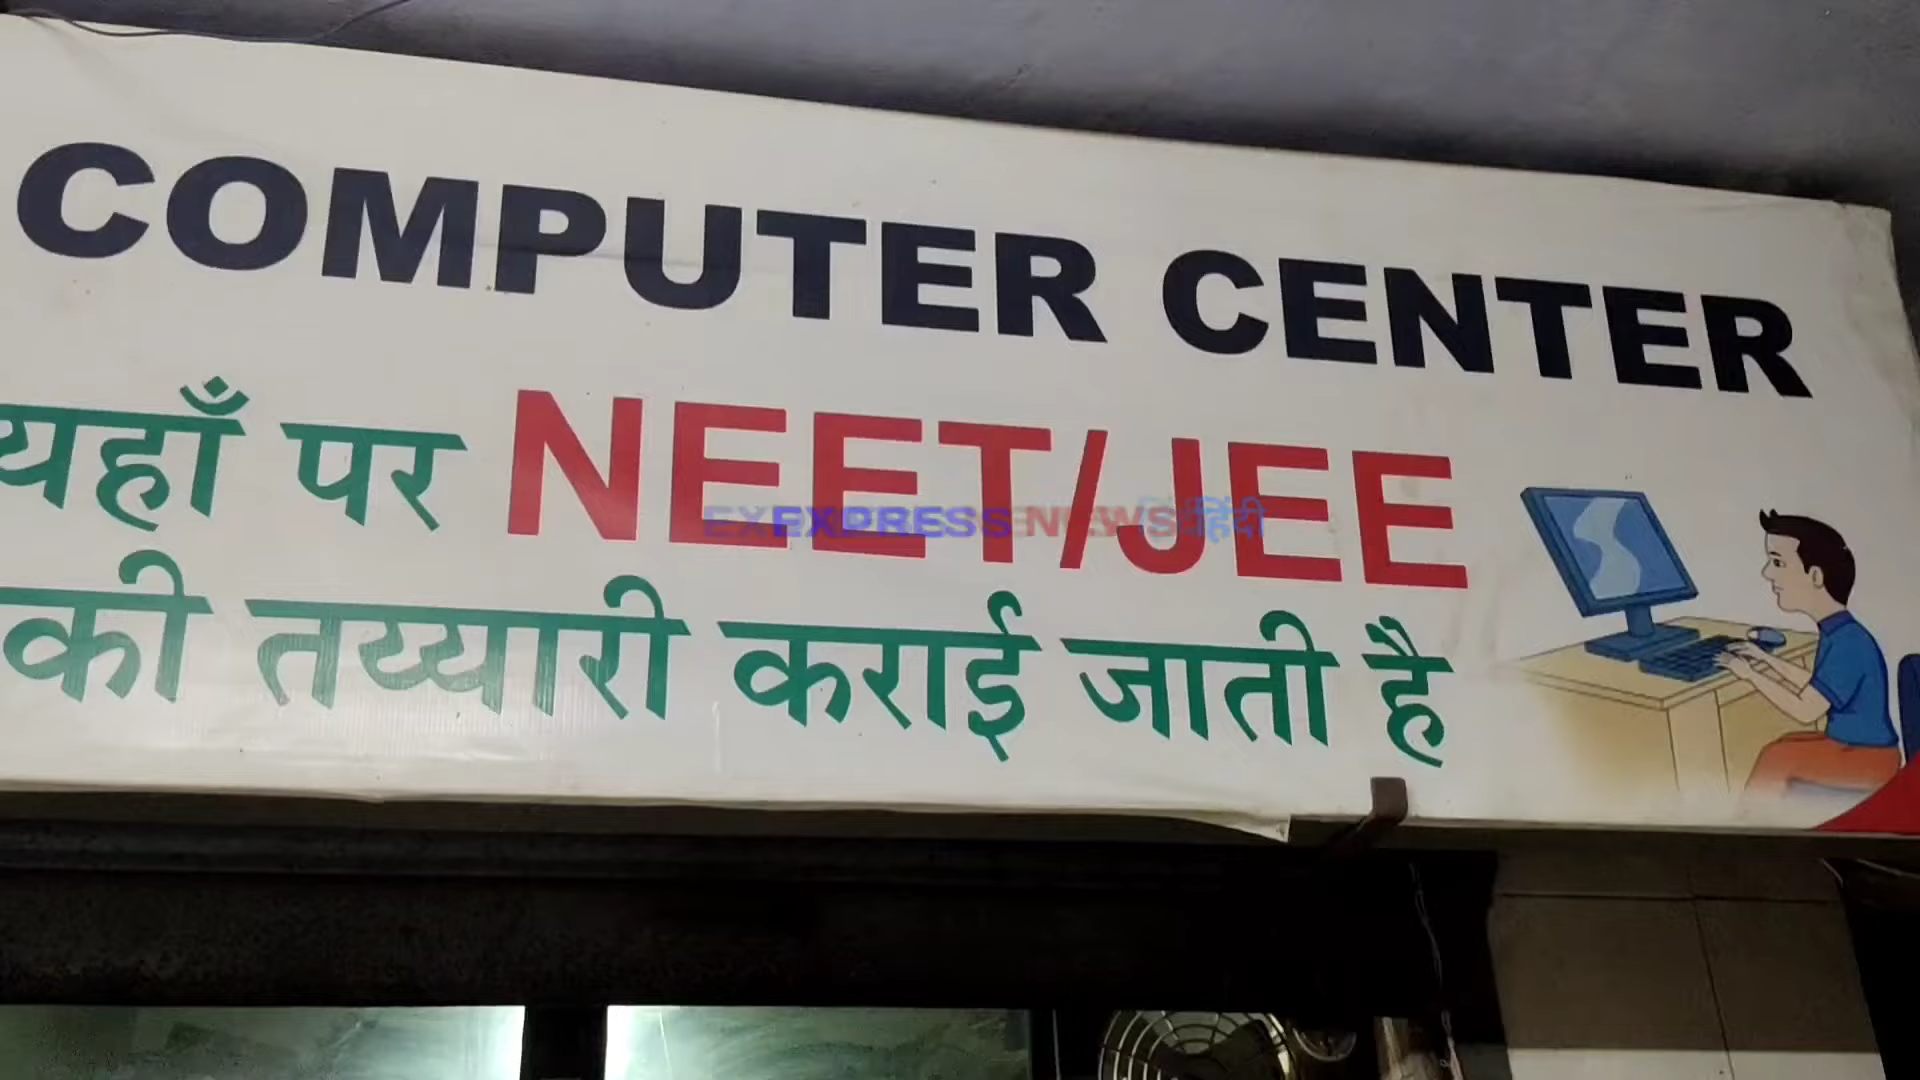 COMPUTER CENTER
यहाँ पर NEET/JEE
EXPRESS NEWS हिंदी
की तय्यारी कराई जाती है